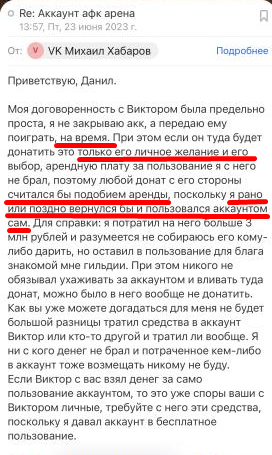 Re: Аккаунт афк арена
13:57, Пт, 23 июня 2023 г.
От: V VK Михаил Хабаров Подробнее
Приветствую, Данил.
Моя договоренность с Виктором была предельно
проста, я не закрываю акк, а передаю ему
поиграть, на время. При этом если он туда будет
донатить это только его личное желание и его
выбор, арендную плату за пользование я с него
не брал, поэтому любой донат с его стороны
считался бы подобием аренды, поскольку я рано
или поздно вернулся бы и пользовался аккаунтом
сам. Для справки: я потратил на него больше 3
млн рублей и разумеется не собираюсь его кому-
либо дарить, но оставил в пользование для блага
знакомой мне гильдии. При этом никого не
обязывал ухаживать за аккаунтом и вливать туда
донат, можно было в него вообще не донатить.
Как вы уже можете догадаться для меня не будет
большой разницы тратил средства в аккаунт
Виктор или кто-то другой и тратил ли вообще. Я
ни с кого денег не брал и потраченное кем-либо
в аккаунт тоже возмещать никому не буду.
Если Виктор с вас взял денег за само
пользование аккаунтом, то это уже споры ваши с
Виктором личные, требуйте с него эти средства,
поскольку я давал аккаунт в бесплатное
пользование.